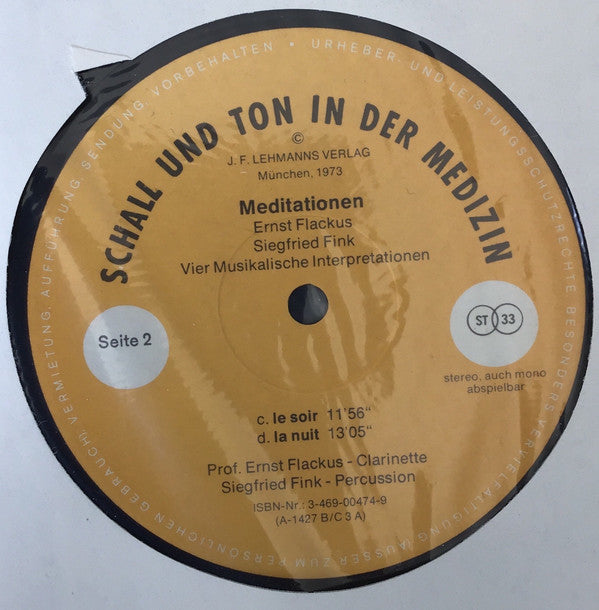 URHEBER- UND LEISTUNGSSCHUTZRECHTE, BESONDERS VERVIELFÄLTIGUNG (AUSSER ZUM PERSÖNLICHEN GEBRAUCH), VERMIETUNG, AUFFÜHRUNG, SENDUNG, VORBEHALTEN •
SCHALL UND TON IN DER MEDIZIN
©
J. F. LEHMANNS VERLAG
München, 1973
Meditationen
Ernst Flackus
Siegfried Fink
Vier Musikalische Interpretationen
Seite 2
ST 33
stereo, auch mono
abspielbar
c. le soir 11'56"
d. la nuit 13'05"
Prof. Ernst Flackus - Clarinette
Siegfried Fink - Percussion
ISBN-Nr.: 3-469-00474-9
(A-1427 B/C 3 A)